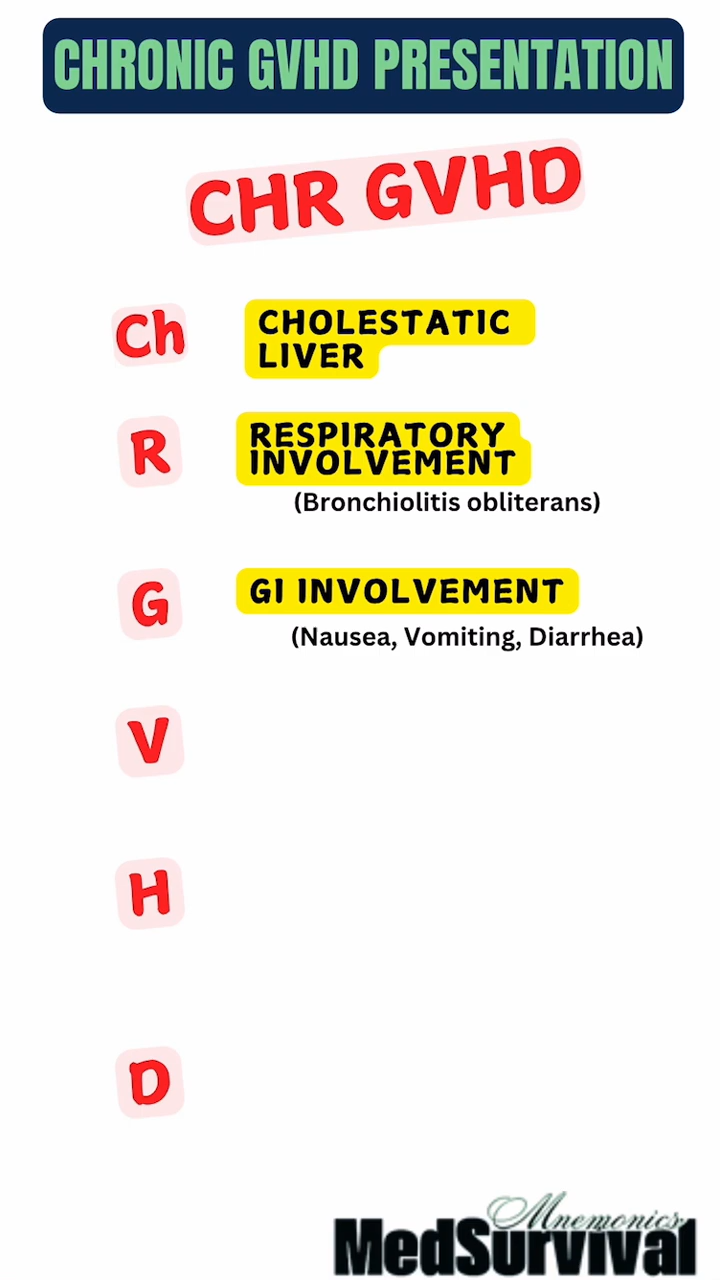 CHRONIC GVHD PRESENTATION
CHR GVHD
Ch
CHOLESTATIC
LIVER
R
RESPIRATORY
INVOLVEMENT
(Bronchiolitis obliterans)
G
GI INVOLVEMENT
(Nausea, Vomiting, Diarrhea)
V
H
D
Mnemonics
MedSurvival